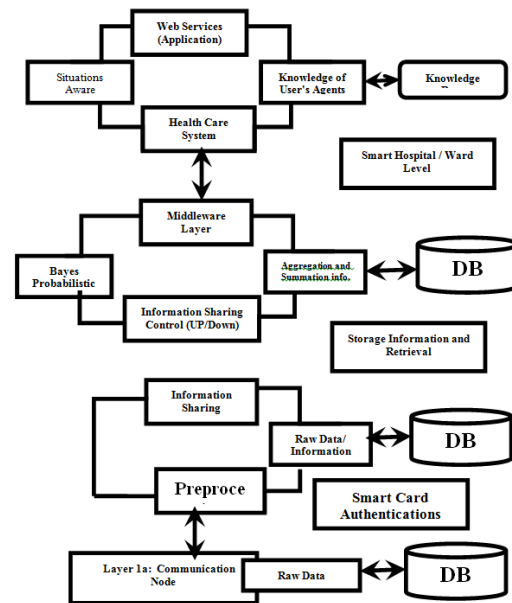 Web Services
(Application)
Situations
Aware
Knowledge of
User's Agents
Knowledge
Health Care
System
Smart Hospital / Ward
Level
Middleware
Layer
Bayes
Probabilistic
Aggregation and
Summation info.
DB
Information Sharing
Control (UP/Down)
Storage Information and
Retrieval
Information
Sharing
Raw Data/
Information
DB
Preproce
Smart Card
Authentications
Layer 1a: Communication
Node
Raw Data
DB